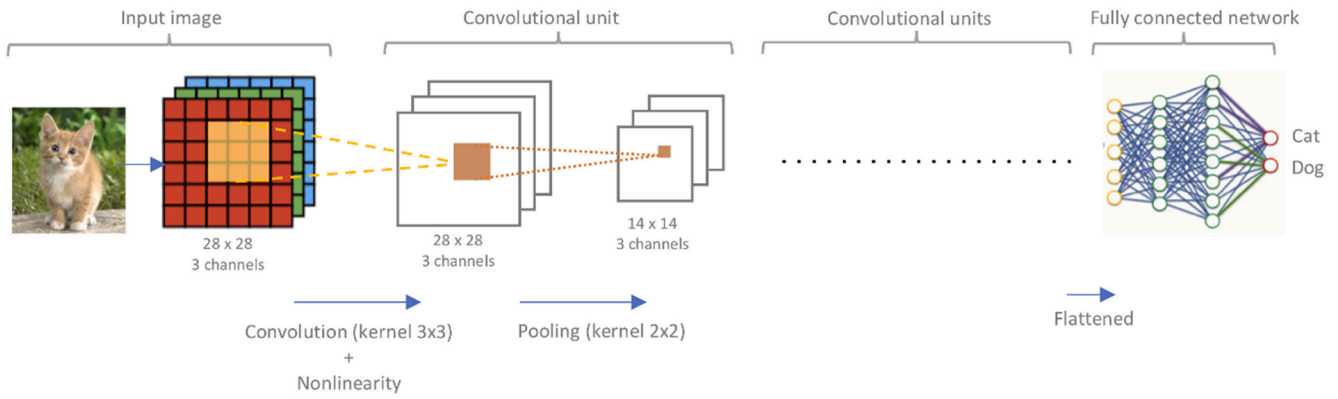 Input image
Convolutional unit
Convolutional units
Fully connected network
Cat
Dog
28 x 28
3 channels
28 x 28
3 channels
14 x 14
3 channels
Convolution (kernel 3x3)
+
Nonlinearity
Pooling (kernel 2x2)
Flattened